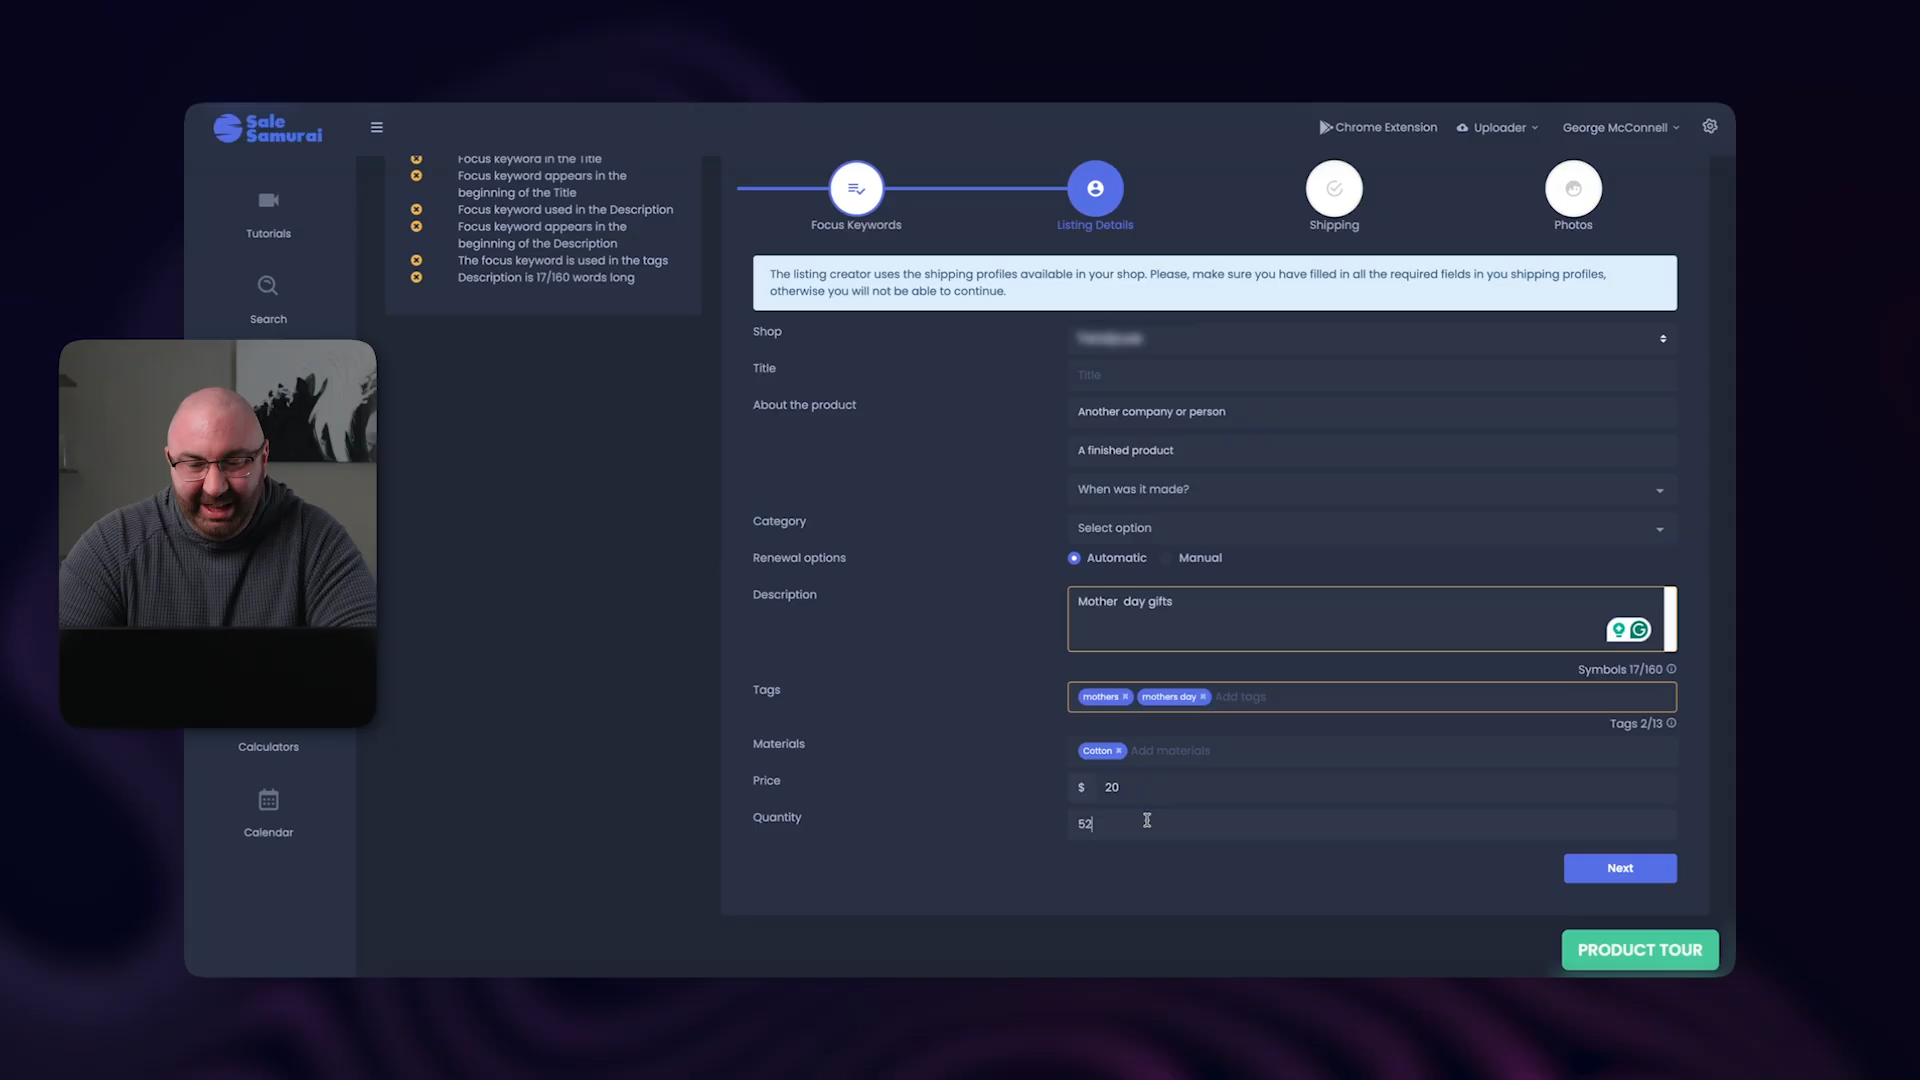 Sale
Samurai
Chrome Extension
Uploader
George McConnell
Tutorials
Search
Calculators
Calendar
Focus keyword in the Title
Focus keyword appears in the
beginning of the Title
Focus keyword used in the Description
Focus keyword appears in the
beginning of the Description
The focus keyword is used in the tags
Description is 17/160 words long
Focus Keywords
Listing Details
Shipping
Photos
The listing creator uses the shipping profiles available in your shop. Please, make sure you have filled in all the required fields in you shipping profiles,
otherwise you will not be able to continue.
Shop
Title
Title
About the product
Another company or person
A finished product
When was it made?
Category
Select option
Renewal options
Automatic
Manual
Description
Mother  day gifts
Symbols 17/160
Tags
mothers
mothers day
Add tags
Tags 2/13
Materials
Cotton
Add materials
Price
$ 20
Quantity
52
Next
PRODUCT TOUR